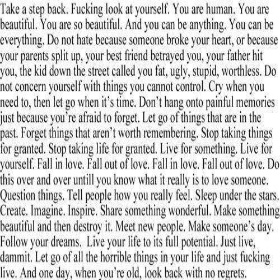 Take a step back. Fucking look at yourself. You are human. You are
beautiful. You are so beautiful. And you can be anything. You can be
everything. Do not hate because someone broke your heart, or because
your parents split up, your best friend betrayed you, your father hit
you, the kid down the street called you fat, ugly, stupid, worthless. Do
not concern yourself with things you cannot control. Cry when you
need to, then let go when it's time. Don't hang onto painful memories
just because you're afraid to forget. Let go of things that are in the
past. Forget things that aren't worth remembering. Stop taking things
for granted. Stop taking life for granted. Live for something. Live for
yourself. Fall in love. Fall out of love. Fall in love. Fall out of love. Do
this over and over untill you know what it really is to love someone.
Question things. Tell people how you really feel. Sleep under the stars.
Create. Imagine. Inspire. Share something wonderful. Make something
beautiful and then destroy it. Meet new people. Make someone's day.
Follow your dreams.  Live your life to its full potential. Just live,
dammit. Let go of all the horrible things in your life and just fucking
live. And one day, when you're old, look back with no regrets.